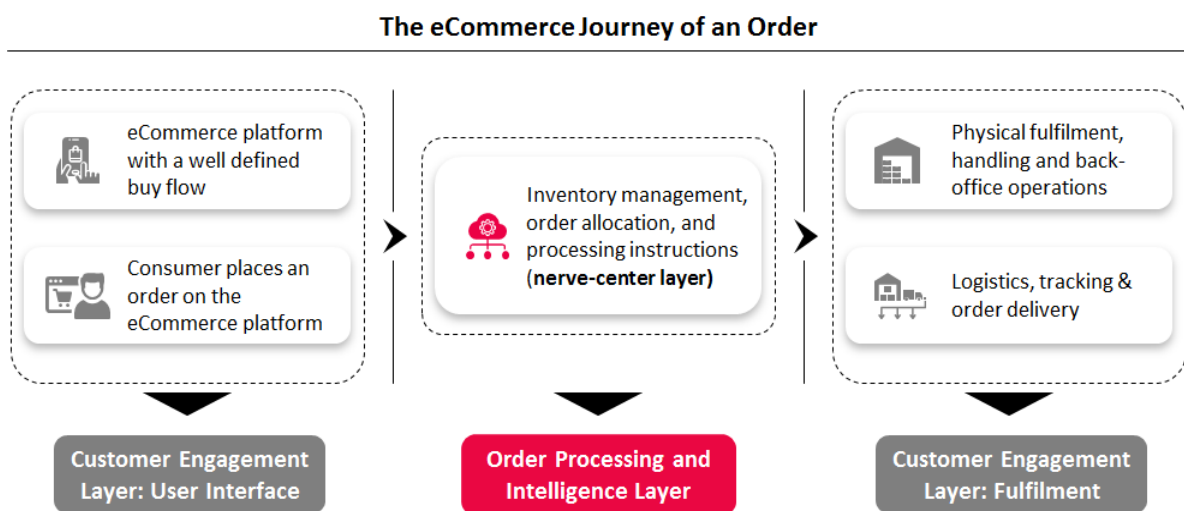 The eCommerce Journey of an Order
eCommerce platform
with a well defined
buy flow
Consumer places an
order on the
eCommerce platform
Inventory management,
order allocation, and
processing instructions
(nerve-center layer)
Physical fulfilment,
handling and back-
office operations
Logistics, tracking &
order delivery
Customer Engagement
Layer: User Interface
Order Processing and
Intelligence Layer
Customer Engagement
Layer: Fulfilment